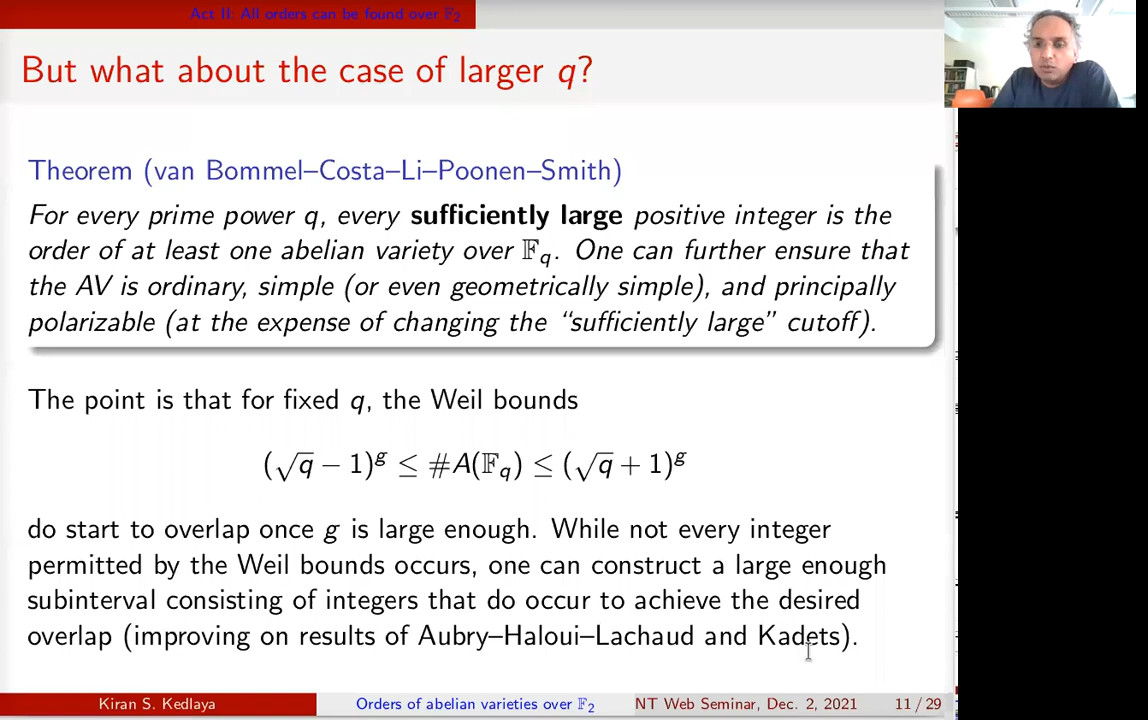 Act II: All orders can be found over 𝔽₂
But what about the case of larger q?
Theorem (van Bommel–Costa–Li–Poonen–Smith)
For every prime power q, every sufficiently large positive integer is the
order of at least one abelian variety over 𝔽_q. One can further ensure that
the AV is ordinary, simple (or even geometrically simple), and principally
polarizable (at the expense of changing the “sufficiently large” cutoff).
The point is that for fixed q, the Weil bounds
(√q − 1)^g ≤ #A(𝔽_q) ≤ (√q + 1)^g
do start to overlap once g is large enough. While not every integer
permitted by the Weil bounds occurs, one can construct a large enough
subinterval consisting of integers that do occur to achieve the desired
overlap (improving on results of Aubry–Haloui–Lachaud and Kadets).
Kiran S. Kedlaya Orders of abelian varieties over 𝔽₂ NT Web Seminar, Dec. 2, 2021 11 / 29